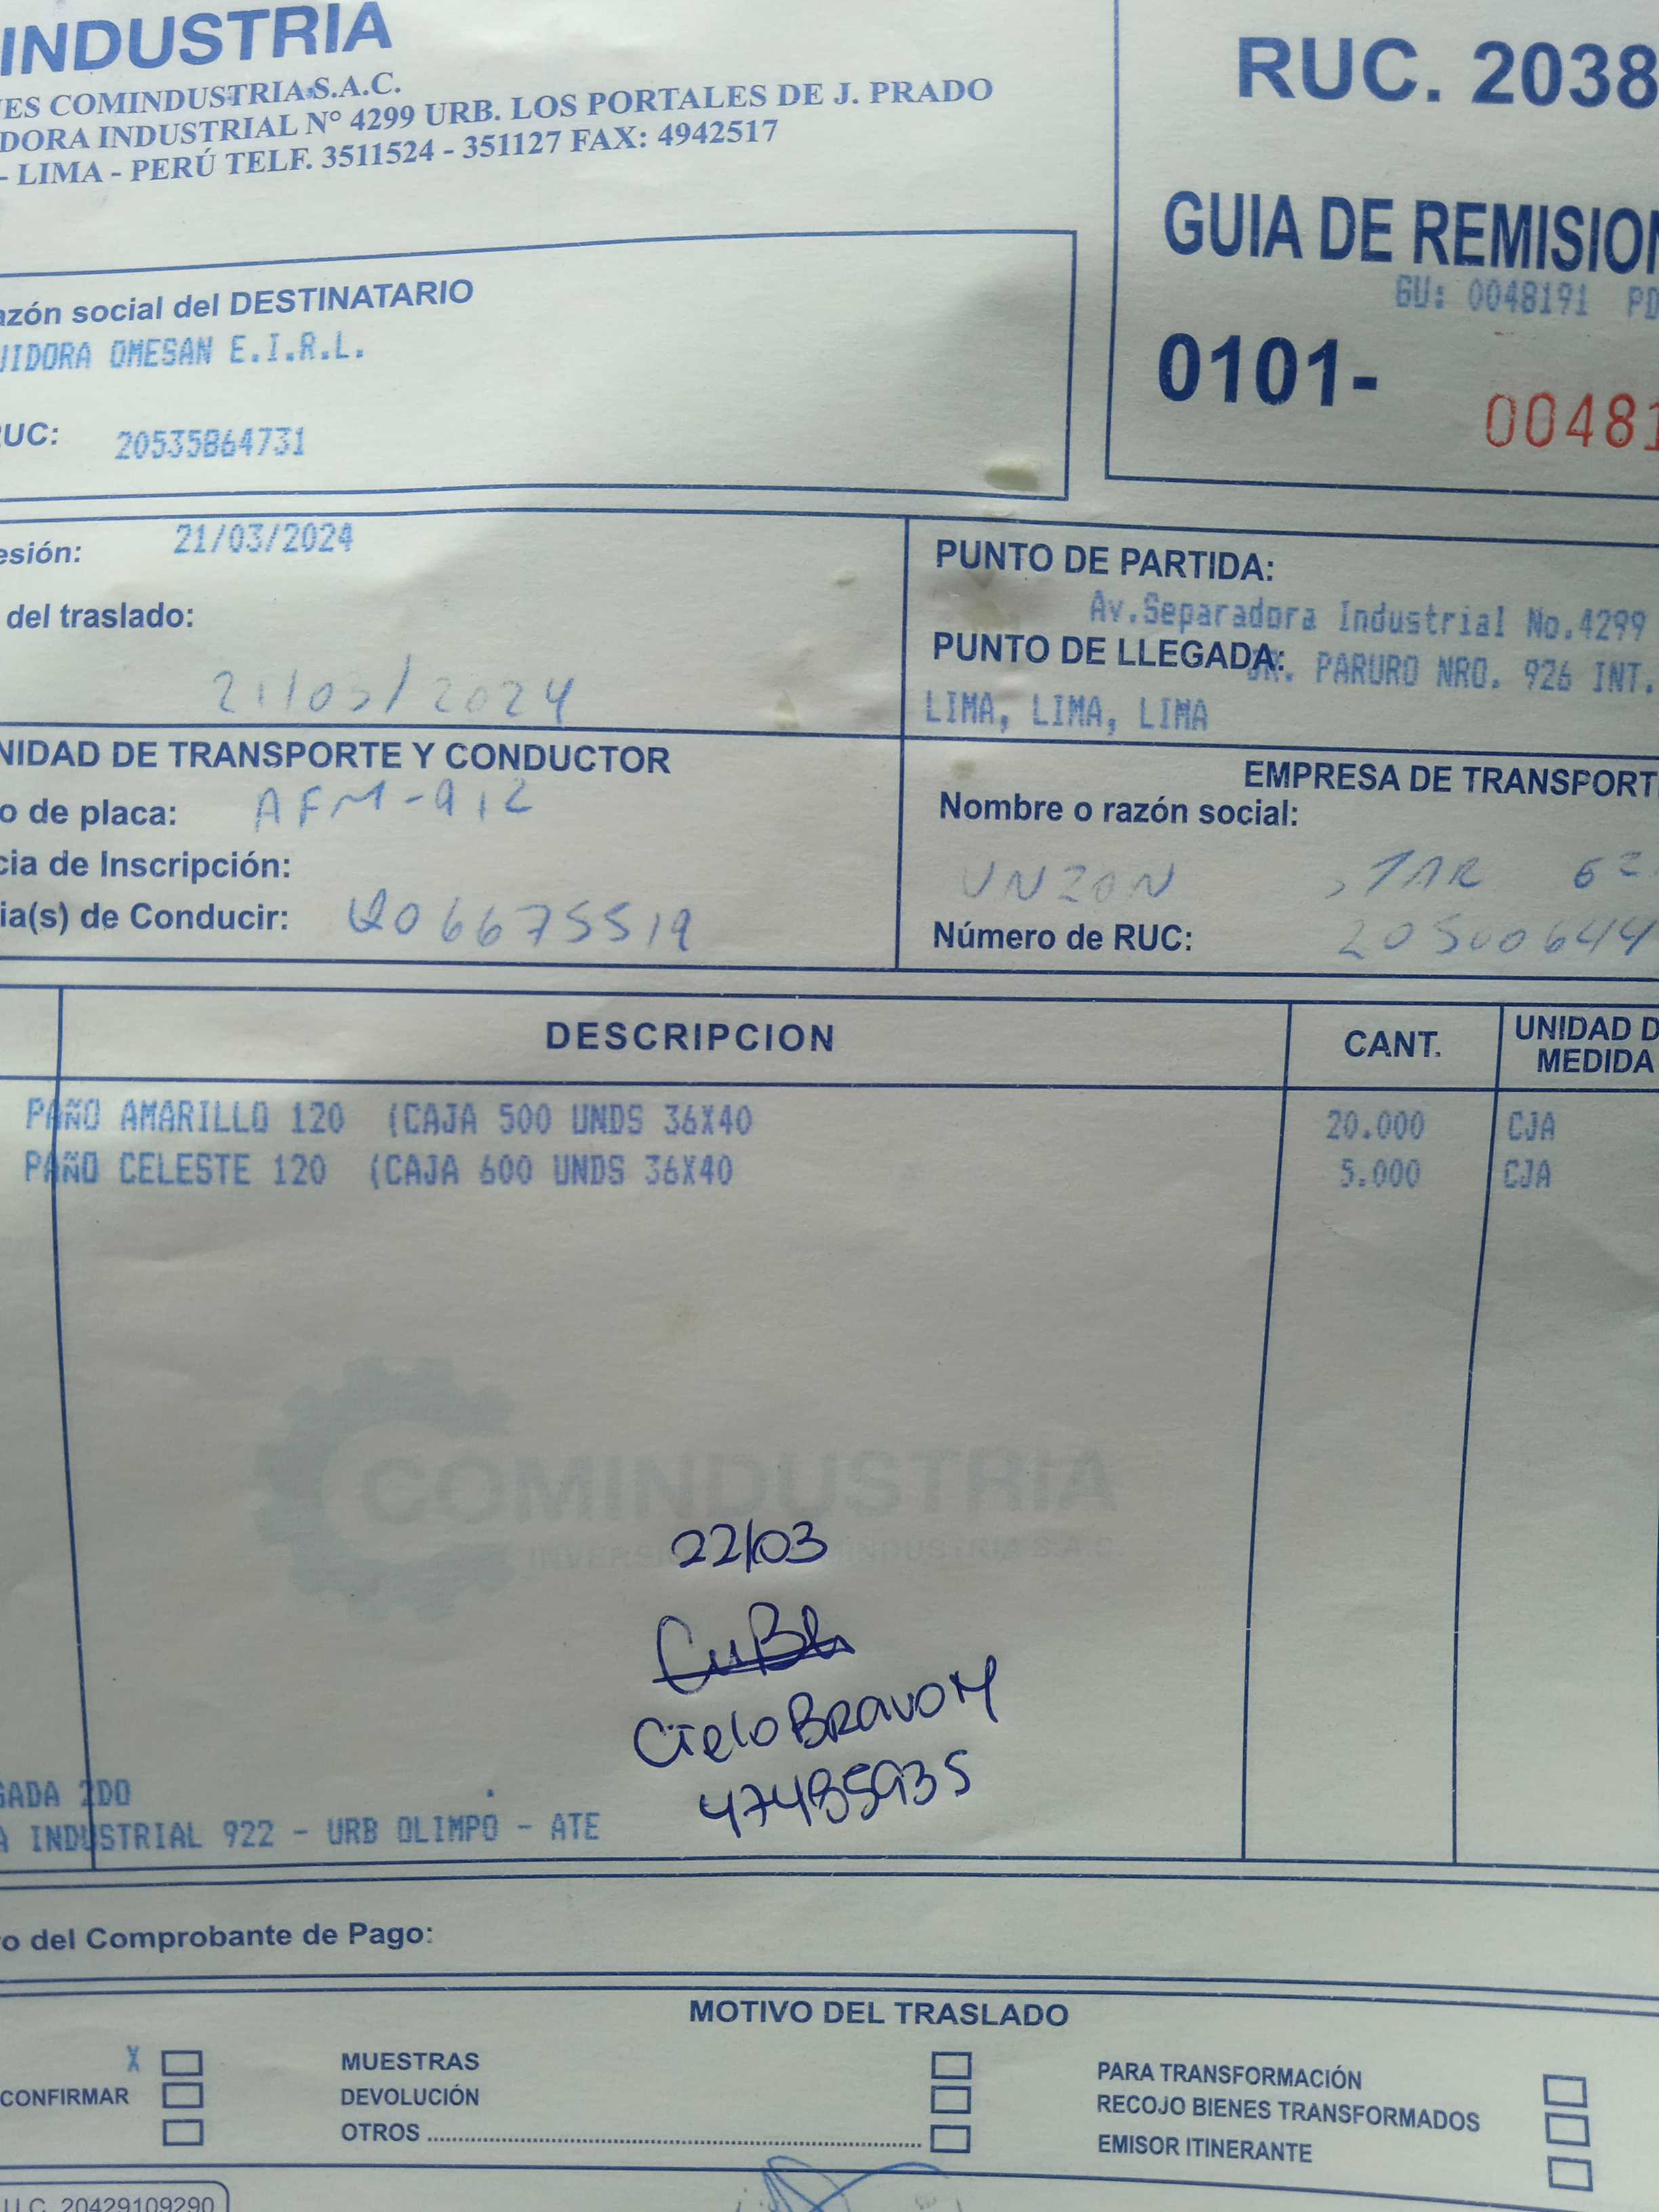 INDUSTRIA
ES COMINDUSTRIA S.A.C.
DORA INDUSTRIAL N° 4299 URB. LOS PORTALES DE J. PRADO
- LIMA - PERÚ TELF. 3511524 - 351127 FAX: 4942517
RUC. 2038
GUIA DE REMISION
GU: 0048191 PD
0101-
00481
azón social del DESTINATARIO
UIDORA OMESAN E.I.R.L.
RUC: 20535864731
esión: 21/03/2024
del traslado:
21/03/2024
PUNTO DE PARTIDA:
Av.Separadora Industrial No.4299
PUNTO DE LLEGADA: JR. PARURO NRO. 926 INT.
LIMA, LIMA, LIMA
NIDAD DE TRANSPORTE Y CONDUCTOR
o de placa: AFM-912
cia de Inscripción:
ia(s) de Conducir: Q06675519
EMPRESA DE TRANSPORT
Nombre o razón social:
STAR
Número de RUC: 20500644
DESCRIPCION CANT. UNIDAD D
MEDIDA
PAÑO AMARILLO 120 (CAJA 500 UNDS 36X40 20.000 CJA
PAÑO CELESTE 120 (CAJA 600 UNDS 36X40 5.000 CJA
COMINDUSTRIA
22/03
Cielo Bravo M
47485935
GADA 2DO
A INDUSTRIAL 922 - URB OLIMPO - ATE
o del Comprobante de Pago:
MOTIVO DEL TRASLADO
X MUESTRAS PARA TRANSFORMACIÓN
CONFIRMAR DEVOLUCIÓN RECOJO BIENES TRANSFORMADOS
OTROS EMISOR ITINERANTE
U.C. 20429109290